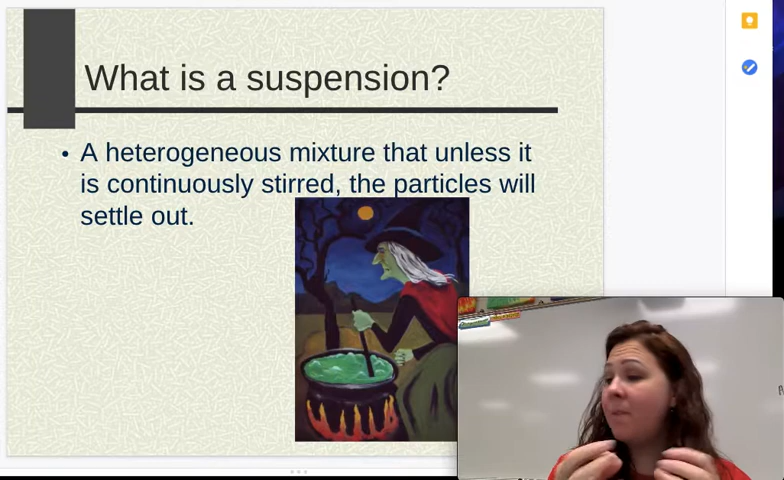 What is a suspension?
• A heterogeneous mixture that unless it
is continuously stirred, the particles will
settle out.